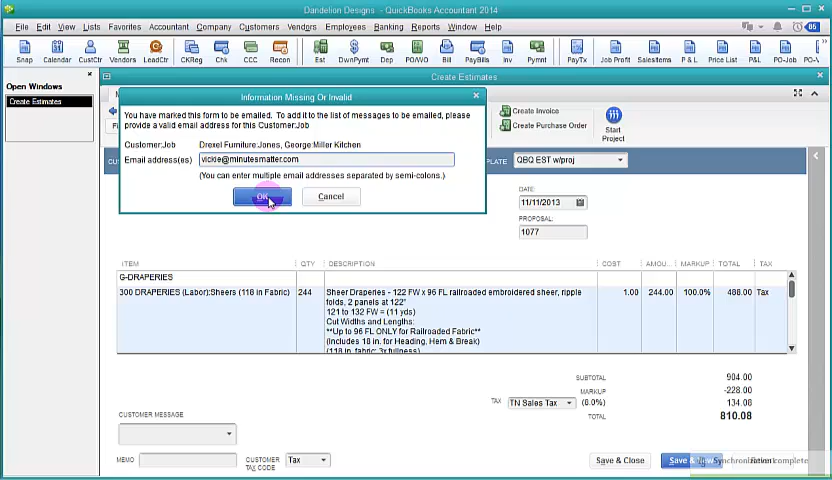 Dandelion Designs - QuickBooks Accountant 2014
File Edit View Lists Favorites Accountant Company Customers Vendors Employees Banking Reports Window Help
05
Snap Calendar CustCtr Vendors LeadCtr CKReg Chk CCC Recon Est DwnPymt Dep PO/WO Bill PayBills Inv Pymnt PayTx Job Profit SalesItems P & L Price List P&L PO-Job
Open Windows
Create Estimates
Create Estimates
Information Missing Or Invalid
You have marked this form to be emailed. To add it to the list of messages to be emailed, please
provide a valid email address for this Customer:Job
Customer:Job Drexel Furniture:Jones, George:Miller Kitchen
Email address(es) vickie@minutesmatter.com
(You can enter multiple email addresses separated by semi-colons.)
OK Cancel
Create Invoice
Create Purchase Order
Start
Project
QBQ EST w/proj
DATE:
11/11/2013
PROPOSAL:
1077
ITEM QTY DESCRIPTION COST AMOU... MARKUP TOTAL TAX
G-DRAPERIES
300 DRAPERIES (Labor):Sheers (118 in Fabric) 244 Sheer Draperies - 122 FW x 96 FL railroaded embroidered sheer, ripple 1.00 244.00 100.0% 488.00 Tax
folds, 2 panels at 122"
121 to 132 FW = (11 yds)
Cut Widths and Lengths:
**Up to 96 FL ONLY for Railroaded Fabric**
(Includes 18 in. for Heading, Hem & Break)
(118 in. fabric; 3x fullness)
SUBTOTAL 904.00
MARKUP -228.00
TAX TN Sales Tax (8.0%) 134.08
TOTAL 810.08
CUSTOMER MESSAGE
MEMO CUSTOMER TAX CODE Tax
Save & Close Save & New Synchronization complete